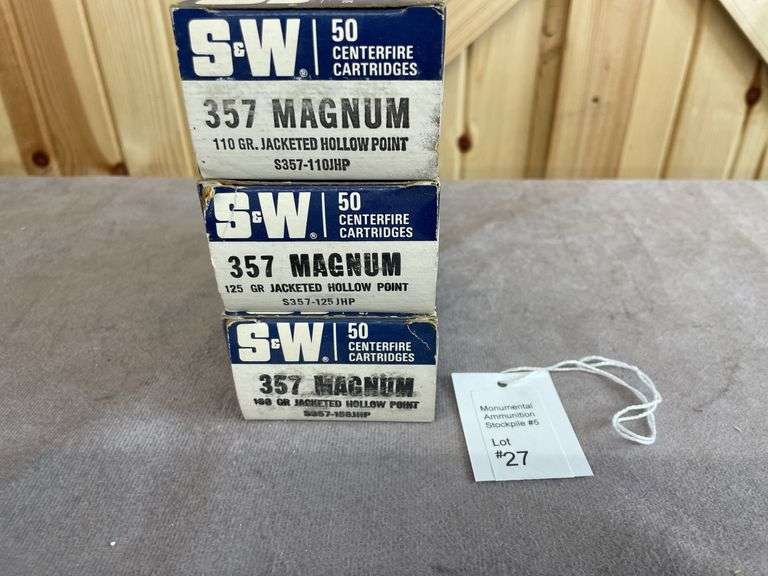 S&W® 50
CENTERFIRE
CARTRIDGES
357 MAGNUM
110 GR. JACKETED HOLLOW POINT
S357-110JHP
S&W® 50
CENTERFIRE
CARTRIDGES
357 MAGNUM
125 GR JACKETED HOLLOW POINT
S357-125JHP
S&W® 50
CENTERFIRE
CARTRIDGES
357 MAGNUM
GR JACKETED HOLLOW POINT
Monumental
Ammunition
Stockpile #5
Lot
#27